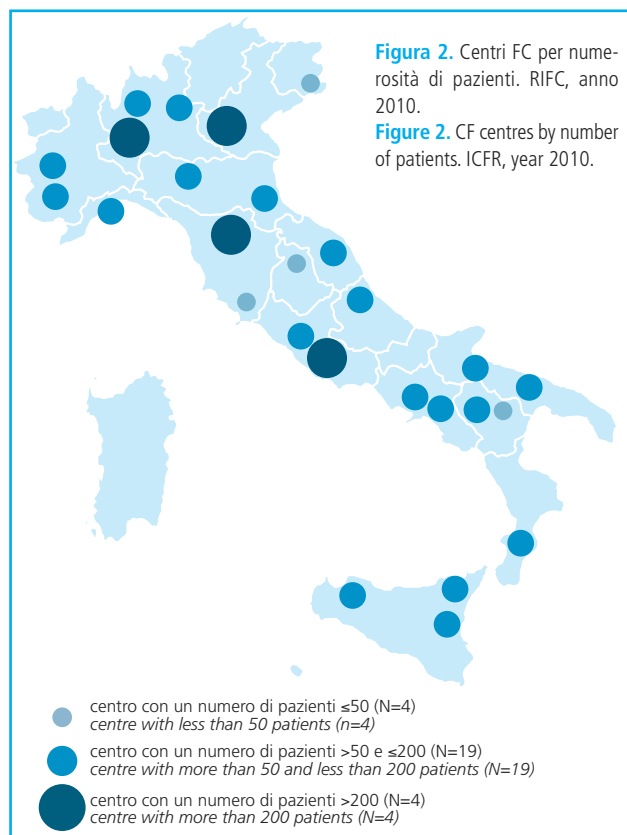 Figura 2. Centri FC per nume-
rosità di pazienti. RIFC, anno
2010.
Figure 2. CF centres by number
of patients. ICFR, year 2010.
centro con un numero di pazienti ≤50 (N=4)
centre with less than 50 patients (n=4)
centro con un numero di pazienti >50 e ≤200 (N=19)
centre with more than 50 and less than 200 patients (N=19)
centro con un numero di pazienti >200 (N=4)
centre with more than 200 patients (N=4)